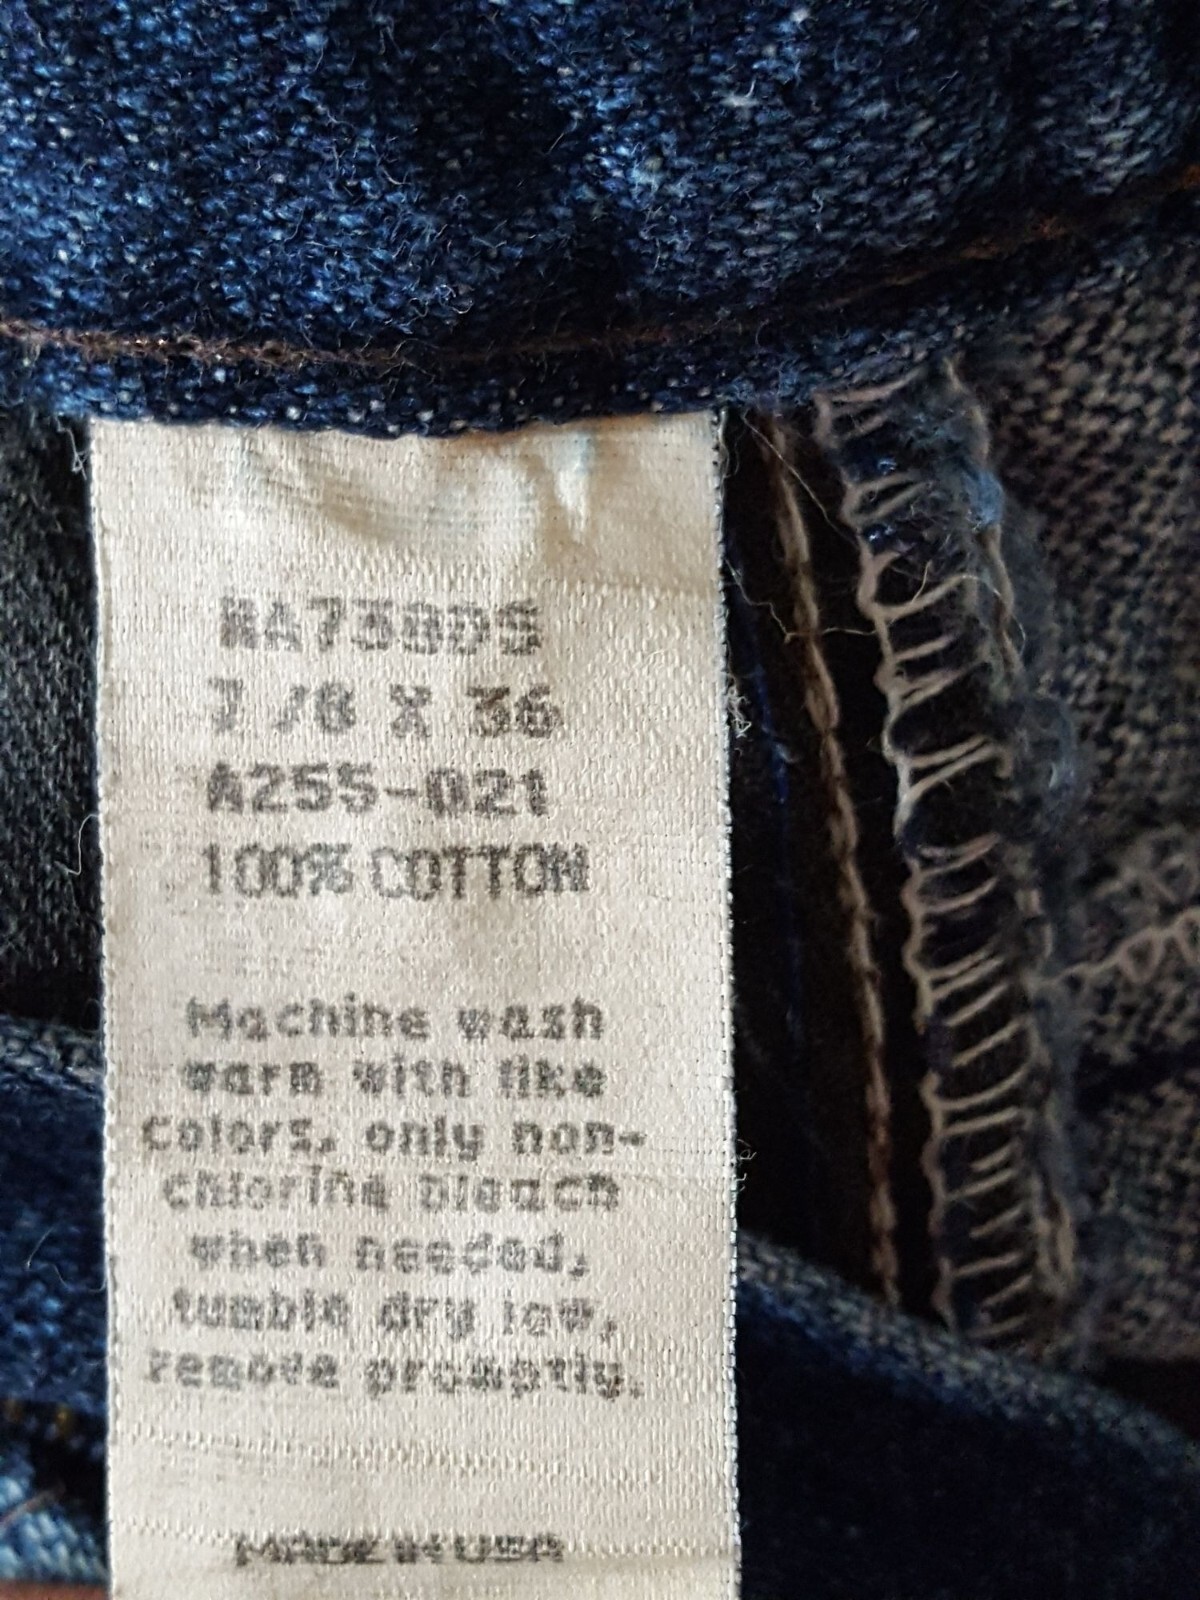 RA7380S
7 /8 X 36
A255-021
100% COTTON
Machine wash
warm with like
colors, only non-
chlorine bleach
when needed,
tumble dry low,
remove promptly.
MADE IN USA